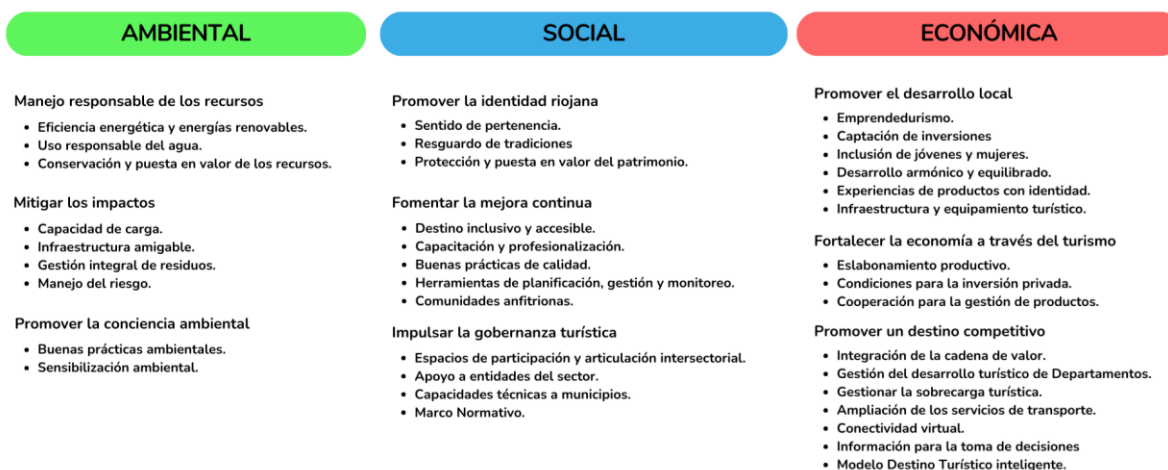 AMBIENTAL
Manejo responsable de los recursos
• Eficiencia energética y energías renovables.
• Uso responsable del agua.
• Conservación y puesta en valor de los recursos.
Mitigar los impactos
• Capacidad de carga.
• Infraestructura amigable.
• Gestión integral de residuos.
• Manejo del riesgo.
Promover la conciencia ambiental
• Buenas prácticas ambientales.
• Sensibilización ambiental.
SOCIAL
Promover la identidad riojana
• Sentido de pertenencia.
• Resguardo de tradiciones
• Protección y puesta en valor del patrimonio.
Fomentar la mejora continua
• Destino inclusivo y accesible.
• Capacitación y profesionalización.
• Buenas prácticas de calidad.
• Herramientas de planificación, gestión y monitoreo.
• Comunidades anfitrionas.
Impulsar la gobernanza turística
• Espacios de participación y articulación intersectorial.
• Apoyo a entidades del sector.
• Capacidades técnicas a municipios.
• Marco Normativo.
ECONÓMICA
Promover el desarrollo local
• Emprendedurismo.
• Captación de inversiones
• Inclusión de jóvenes y mujeres.
• Desarrollo armónico y equilibrado.
• Experiencias de productos con identidad.
• Infraestructura y equipamiento turístico.
Fortalecer la economía a través del turismo
• Eslabonamiento productivo.
• Condiciones para la inversión privada.
• Cooperación para la gestión de productos.
Promover un destino competitivo
• Integración de la cadena de valor.
• Gestión del desarrollo turístico de Departamentos.
• Gestionar la sobrecarga turística.
• Ampliación de los servicios de transporte.
• Conectividad virtual.
• Información para la toma de decisiones
• Modelo Destino Turístico inteligente.